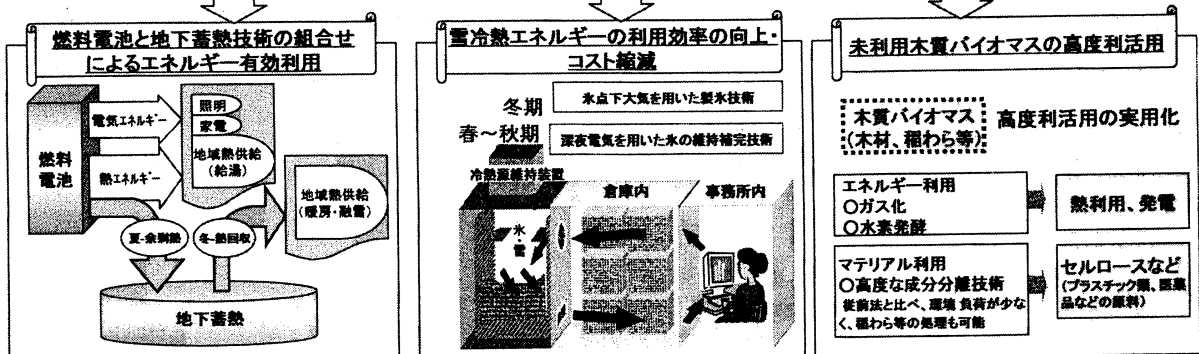 燃料電池と地下蓄熱技術の組合せ
によるエネルギー有効利用
電気エネルギー
熱エネルギー
燃料
電池
照明
家電
地域熱供給
(給湯)
地域熱供給
(暖房・融雪)
夏-余剰熱
冬-熱回収
地下蓄熱
雪冷熱エネルギーの利用効率の向上・
コスト縮減
冬期
氷点下大気を用いた製氷技術
春~秋期
深夜電気を用いた氷の維持補完技術
冷熱源維持装置
倉庫内
事務所内
氷・雪
未利用木質バイオマスの高度利活用
木質バイオマス
(木材、稲わら等)
高度利活用の実用化
エネルギー利用
○ガス化
○水素発酵
熱利用、発電
マテリアル利用
○高度な成分分離技術
従前法と比べ、環境 負荷が少な
く、稲わら等の処理も可能
セルロースなど
(プラスチック類、医薬
品などの原料)